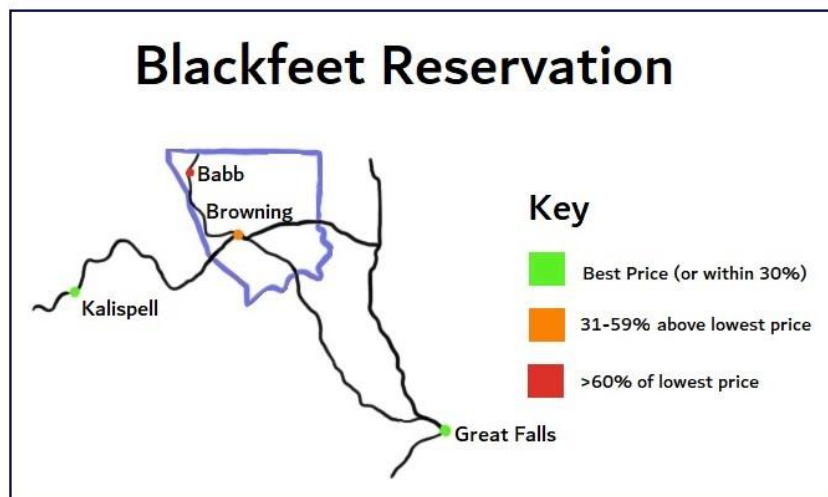 Blackfeet Reservation
Babb
Browning
Kalispell
Great Falls
Key
Best Price (or within 30%)
31-59% above lowest price
>60% of lowest price